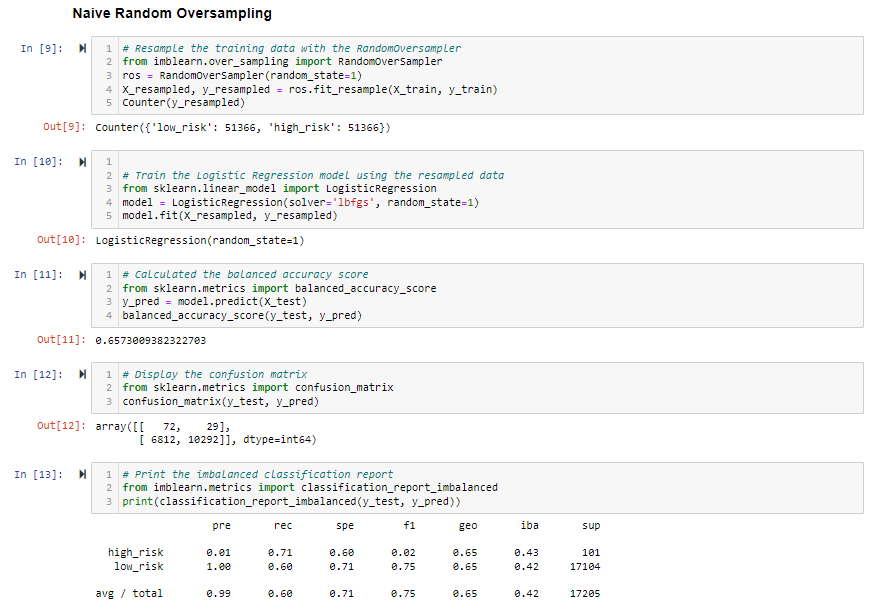 Naive Random Oversampling
In [9]:
1 # Resample the training data with the RandomOversampler
2 from imblearn.over_sampling import RandomOverSampler
3 ros = RandomOverSampler(random_state=1)
4 X_resampled, y_resampled = ros.fit_resample(X_train, y_train)
5 Counter(y_resampled)
Out[9]: Counter({'low_risk': 51366, 'high_risk': 51366})
In [10]:
1
2 # Train the Logistic Regression model using the resampled data
3 from sklearn.linear_model import LogisticRegression
4 model = LogisticRegression(solver='lbfgs', random_state=1)
5 model.fit(X_resampled, y_resampled)
Out[10]: LogisticRegression(random_state=1)
In [11]:
1 # Calculated the balanced accuracy score
2 from sklearn.metrics import balanced_accuracy_score
3 y_pred = model.predict(X_test)
4 balanced_accuracy_score(y_test, y_pred)
Out[11]: 0.6573009382322703
In [12]:
1 # Display the confusion matrix
2 from sklearn.metrics import confusion_matrix
3 confusion_matrix(y_test, y_pred)
Out[12]: array([[   72,    29],
       [ 6812, 10292]], dtype=int64)
In [13]:
1 # Print the imbalanced classification report
2 from imblearn.metrics import classification_report_imbalanced
3 print(classification_report_imbalanced(y_test, y_pred))
pre rec spe f1 geo iba sup
high_risk 0.01 0.71 0.60 0.02 0.65 0.43 101
low_risk 1.00 0.60 0.71 0.75 0.65 0.42 17104
avg / total 0.99 0.60 0.71 0.75 0.65 0.42 17205